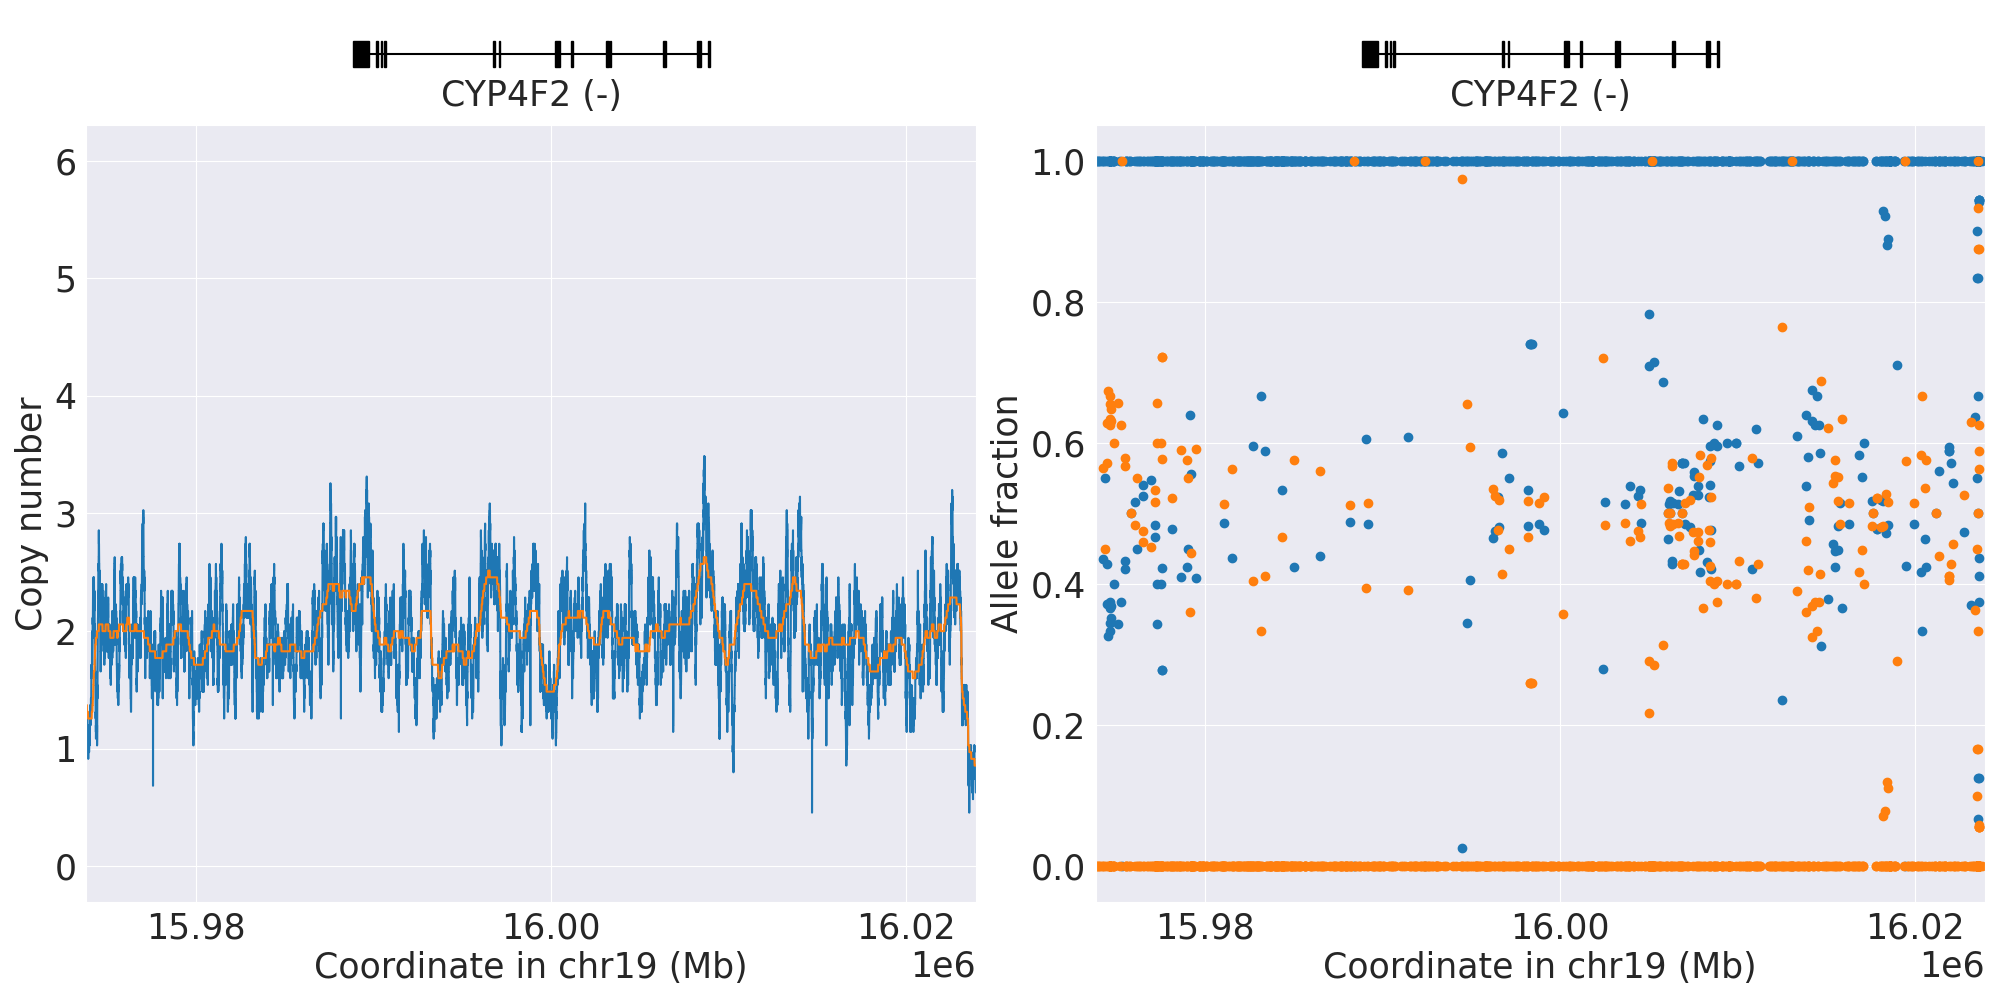 CYP4F2 (-)
CYP4F2 (-)
Copy number
6
5
4
3
2
1
0
15.98
16.00
16.02
Coordinate in chr19 (Mb)
1e6
Allele fraction
1.0
0.8
0.6
0.4
0.2
0.0
15.98
16.00
16.02
Coordinate in chr19 (Mb)
1e6